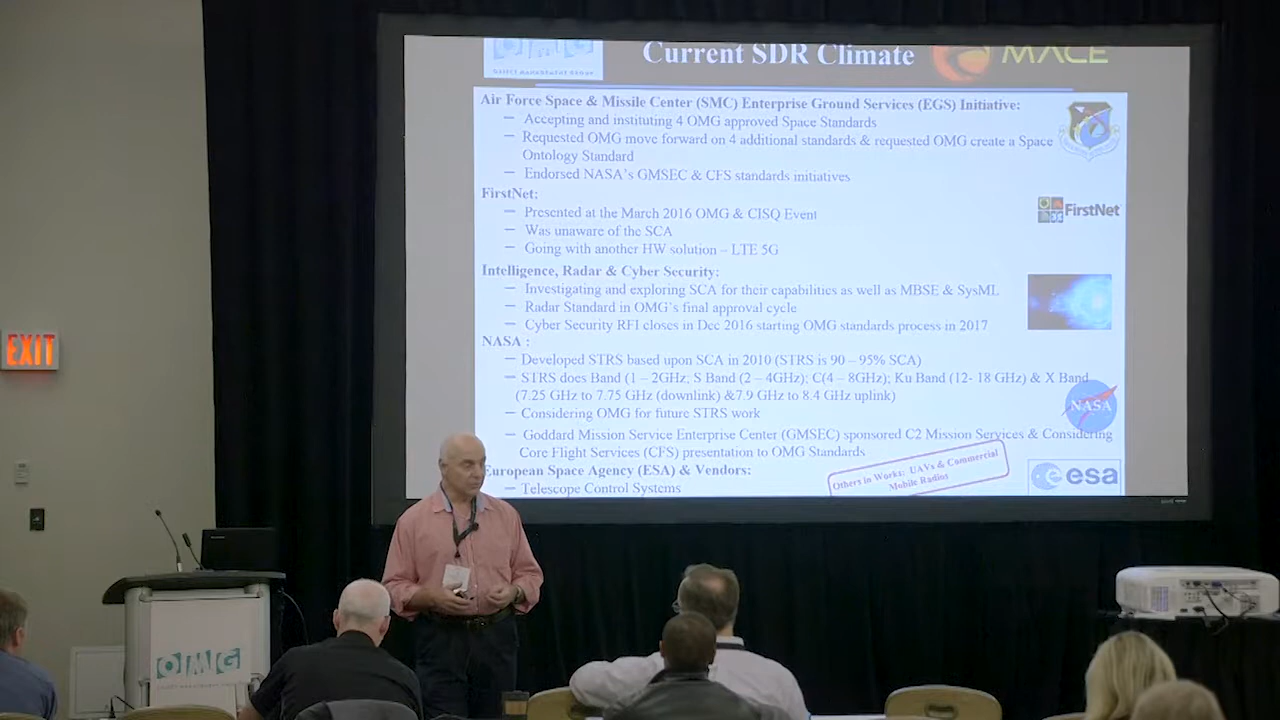 OMG
OBJECT MANAGEMENT GROUP
Current SDR Climate
MACE
Air Force Space & Missile Center (SMC) Enterprise Ground Services (EGS) Initiative:
— Accepting and instituting 4 OMG approved Space Standards
— Requested OMG move forward on 4 additional standards & requested OMG create a Space
Ontology Standard
— Endorsed NASA's GMSEC & CFS standards initiatives
FirstNet:
— Presented at the March 2016 OMG & CISQ Event
— Was unaware of the SCA
— Going with another HW solution – LTE 5G
FirstNet
Intelligence, Radar & Cyber Security:
— Investigating and exploring SCA for their capabilities as well as MBSE & SysML
— Radar Standard in OMG's final approval cycle
— Cyber Security RFI closes in Dec 2016 starting OMG standards process in 2017
NASA :
— Developed STRS based upon SCA in 2010 (STRS is 90 – 95% SCA)
— STRS does Band (1 – 2GHz; S Band (2 – 4GHz); C(4 – 8GHz); Ku Band (12- 18 GHz) & X Band
(7.25 GHz to 7.75 GHz (downlink) &7.9 GHz to 8.4 GHz uplink)
— Considering OMG for future STRS work
NASA
— Goddard Mission Service Enterprise Center (GMSEC) sponsored C2 Mission Services & Considering
Core Flight Services (CFS) presentation to OMG Standards
European Space Agency (ESA) & Vendors:
— Telescope Control Systems
Others in Works: UAVs & Commercial
Mobile Radios
esa
EXIT
OMG